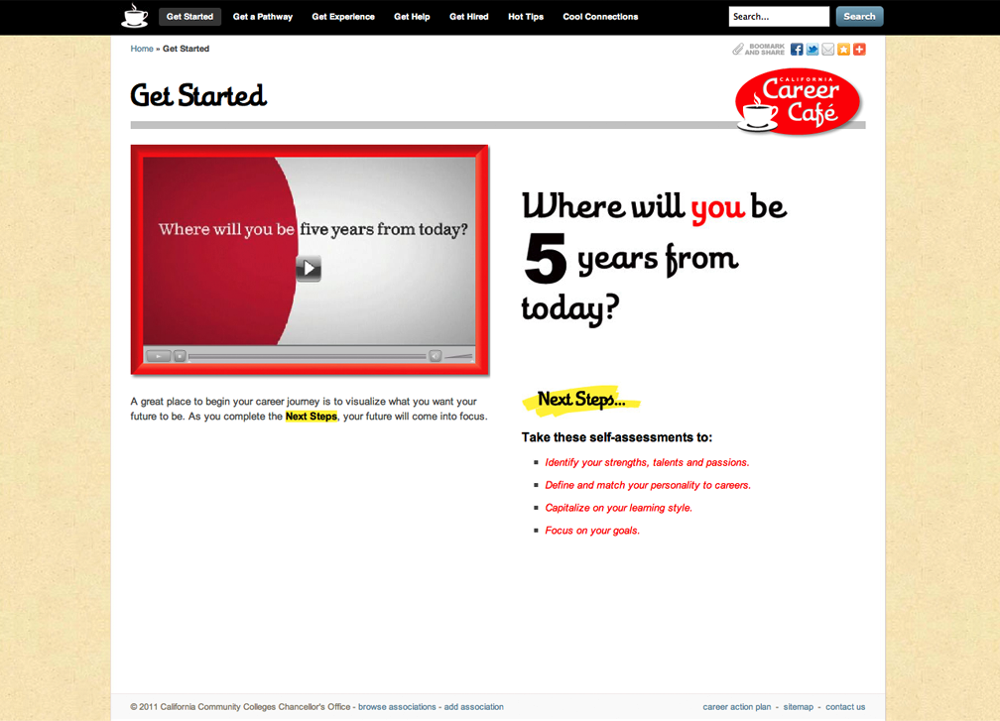 Get Started Get a Pathway Get Experience Get Help Get Hired Hot Tips Cool Connections Search... Search
Home » Get Started
BOOMARK
AND SHARE
Get Started
CALIFORNIA
Career
Café
Where will you be five years from today?
Where will you be
5 years from
today?
A great place to begin your career journey is to visualize what you want your
future to be. As you complete the Next Steps, your future will come into focus.
Next Steps...
Take these self-assessments to:
Identify your strengths, talents and passions.
Define and match your personality to careers.
Capitalize on your learning style.
Focus on your goals.
© 2011 California Community Colleges Chancellor's Office - browse associations - add association
career action plan - sitemap - contact us